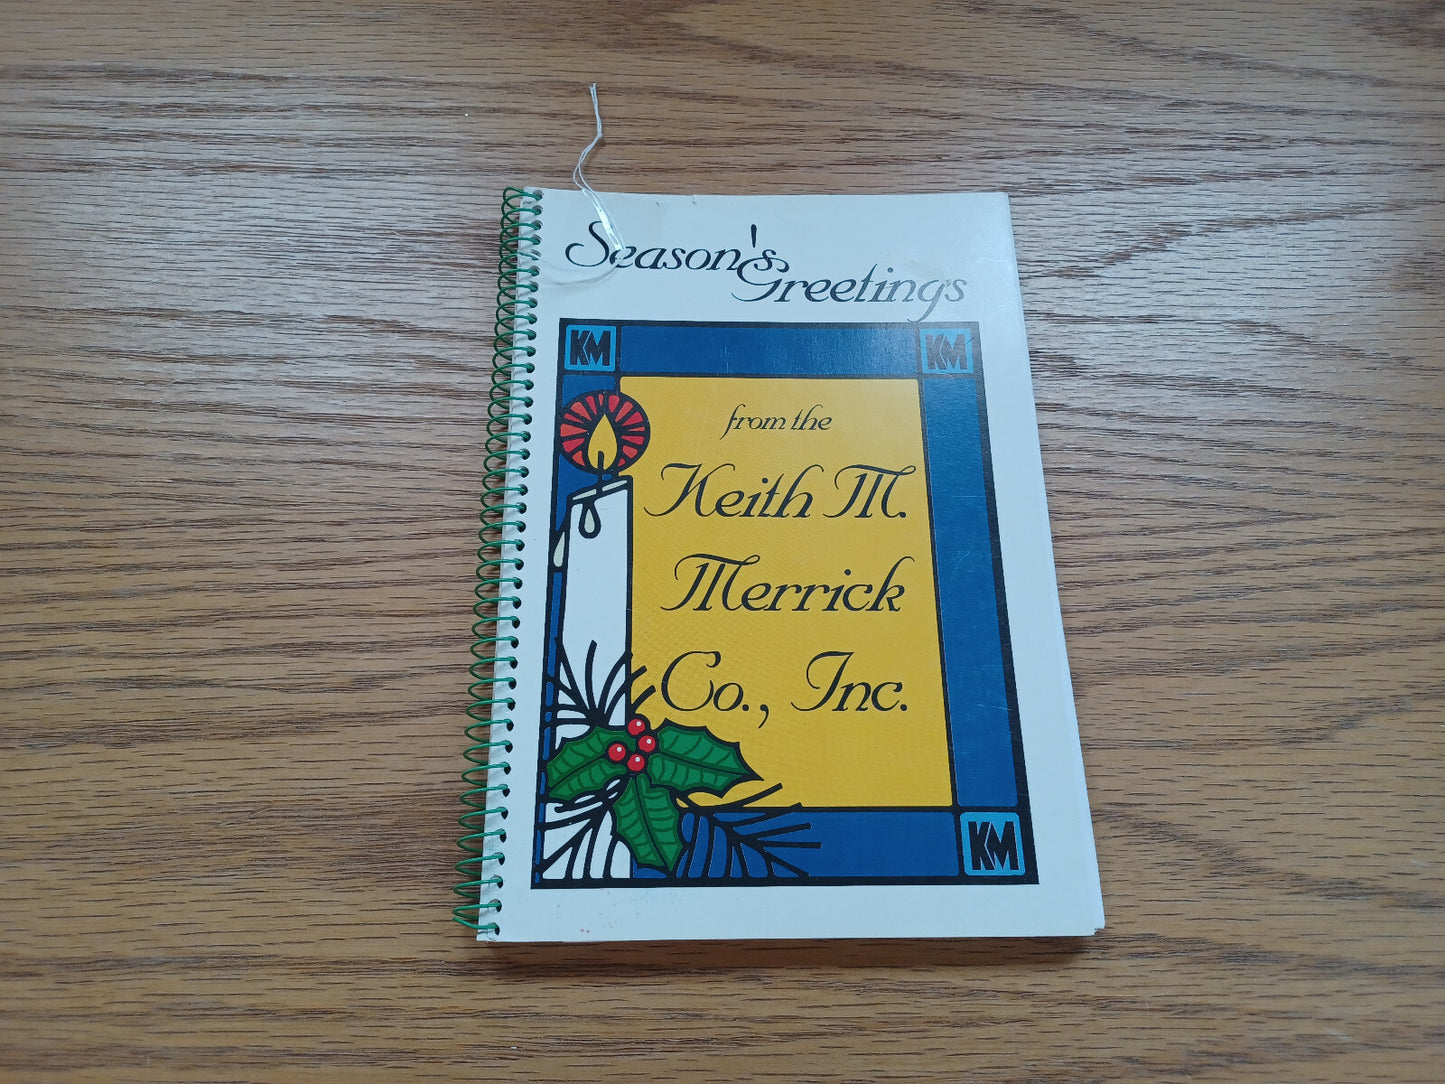 Season's
Greetings
KM
KM
from the
Keith M.
Merrick
Co., Inc.
KM